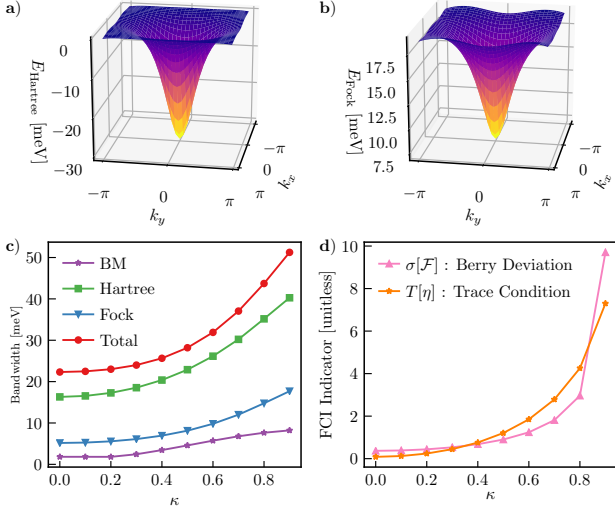 a)
0
−10
−20
−30
E_Hartree [meV]
−π
0
π
k_y
−π
0
π
k_x
b)
17.5
15.0
12.5
10.0
7.5
E_Fock [meV]
−π
0
π
k_y
−π
0
π
k_x
c)
50
40
30
20
10
0
Bandwidth [meV]
BM
Hartree
Fock
Total
0.0 0.2 0.4 0.6 0.8
κ
d)
10
8
6
4
2
0
FCI Indicator [unitless]
σ[𝓕] : Berry Deviation
T[η] : Trace Condition
0.0 0.2 0.4 0.6 0.8
κ